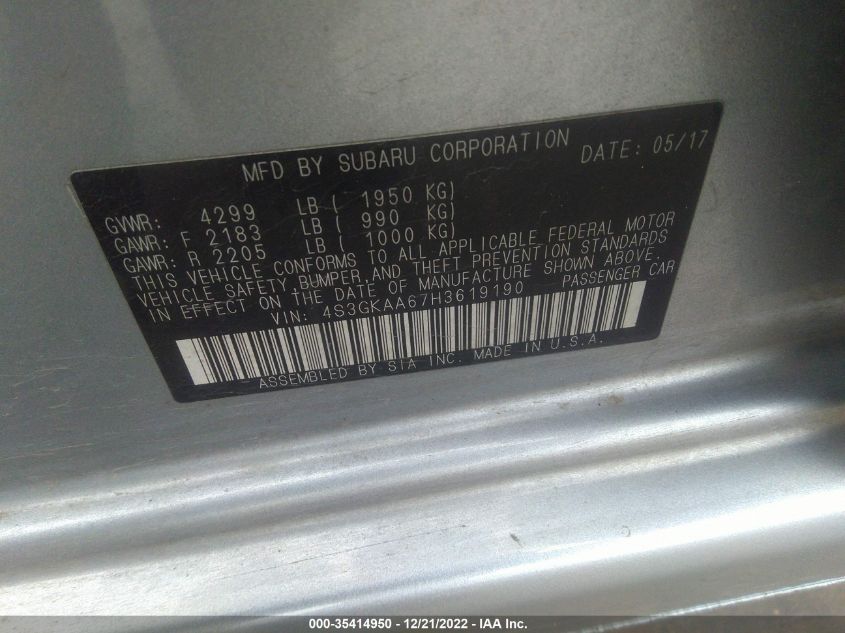 MFD BY SUBARU CORPORATION DATE: 05/17
GVWR: 4299 LB ( 1950 KG)
GAWR: F 2183 LB ( 990 KG)
GAWR: R 2205 LB ( 1000 KG)
THIS VEHICLE CONFORMS TO ALL APPLICABLE FEDERAL MOTOR
VEHICLE SAFETY, BUMPER, AND THEFT PREVENTION STANDARDS
IN EFFECT ON THE DATE OF MANUFACTURE SHOWN ABOVE.
VIN: 4S3GKAA67H3619190 PASSENGER CAR
ASSEMBLED BY SIA INC. MADE IN U.S.A.
000-35414950 - 12/21/2022 - IAA Inc.